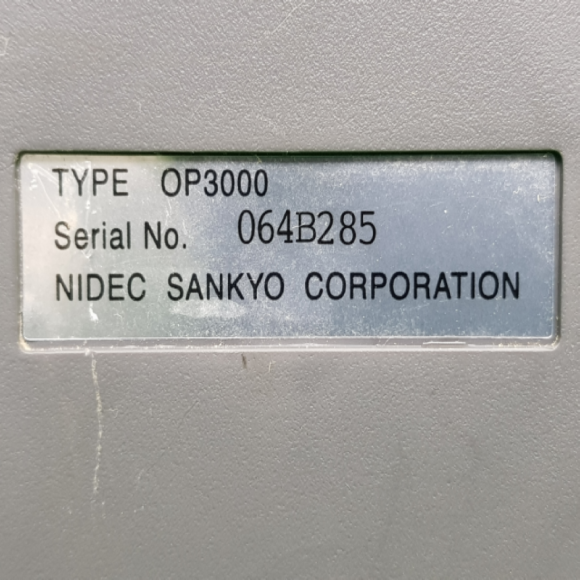 TYPE OP3000
Serial No. 064B285
NIDEC SANKYO CORPORATION